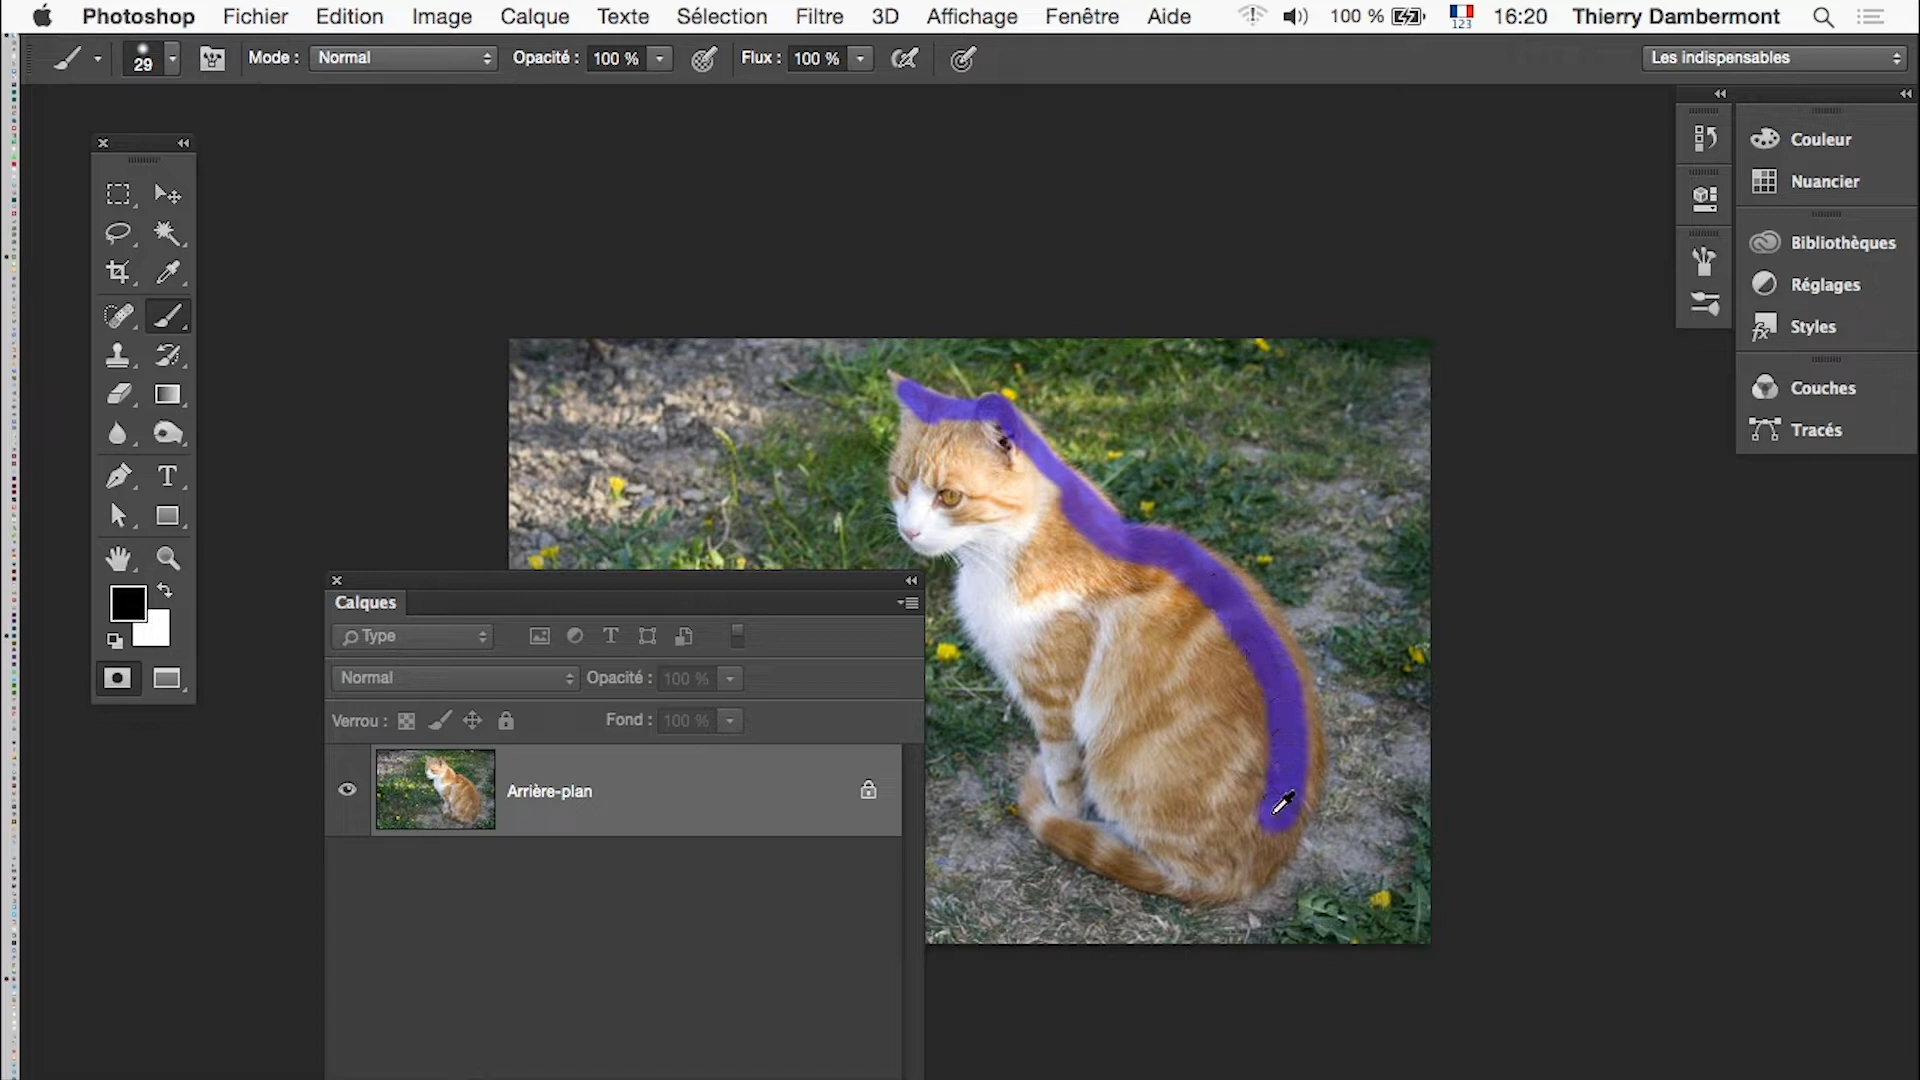 Photoshop Fichier Edition Image Calque Texte Sélection Filtre 3D Affichage Fenêtre Aide 100 % 123 16:20 Thierry Dambermont
29 Mode : Normal Opacité : 100 % Flux : 100 % Les indispensables
Couleur
Nuancier
Bibliothèques
Réglages
Styles
Couches
Tracés
Calques
Type
Normal Opacité : 100 %
Verrou : Fond : 100 %
Arrière-plan